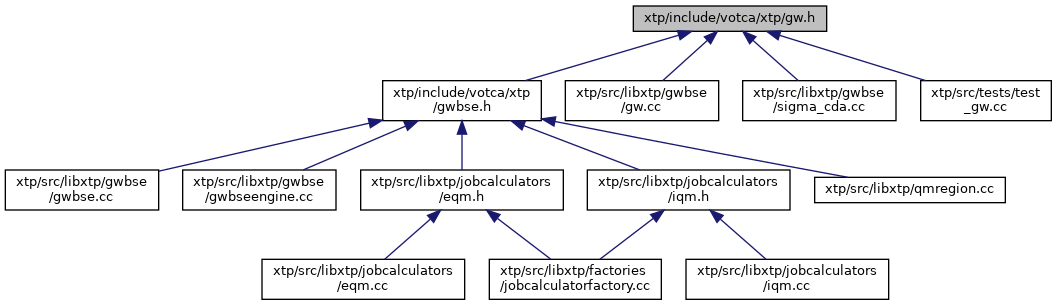 xtp/include/votca/xtp/gw.h
xtp/include/votca/xtp
/gwbse.h
xtp/src/libxtp/gwbse
/gw.cc
xtp/src/libxtp/gwbse
/sigma_cda.cc
xtp/src/tests/test
_gw.cc
xtp/src/libxtp/gwbse
/gwbse.cc
xtp/src/libxtp/gwbse
/gwbseengine.cc
xtp/src/libxtp/jobcalculators
/eqm.h
xtp/src/libxtp/jobcalculators
/iqm.h
xtp/src/libxtp/qmregion.cc
xtp/src/libxtp/jobcalculators
/eqm.cc
xtp/src/libxtp/factories
/jobcalculatorfactory.cc
xtp/src/libxtp/jobcalculators
/iqm.cc